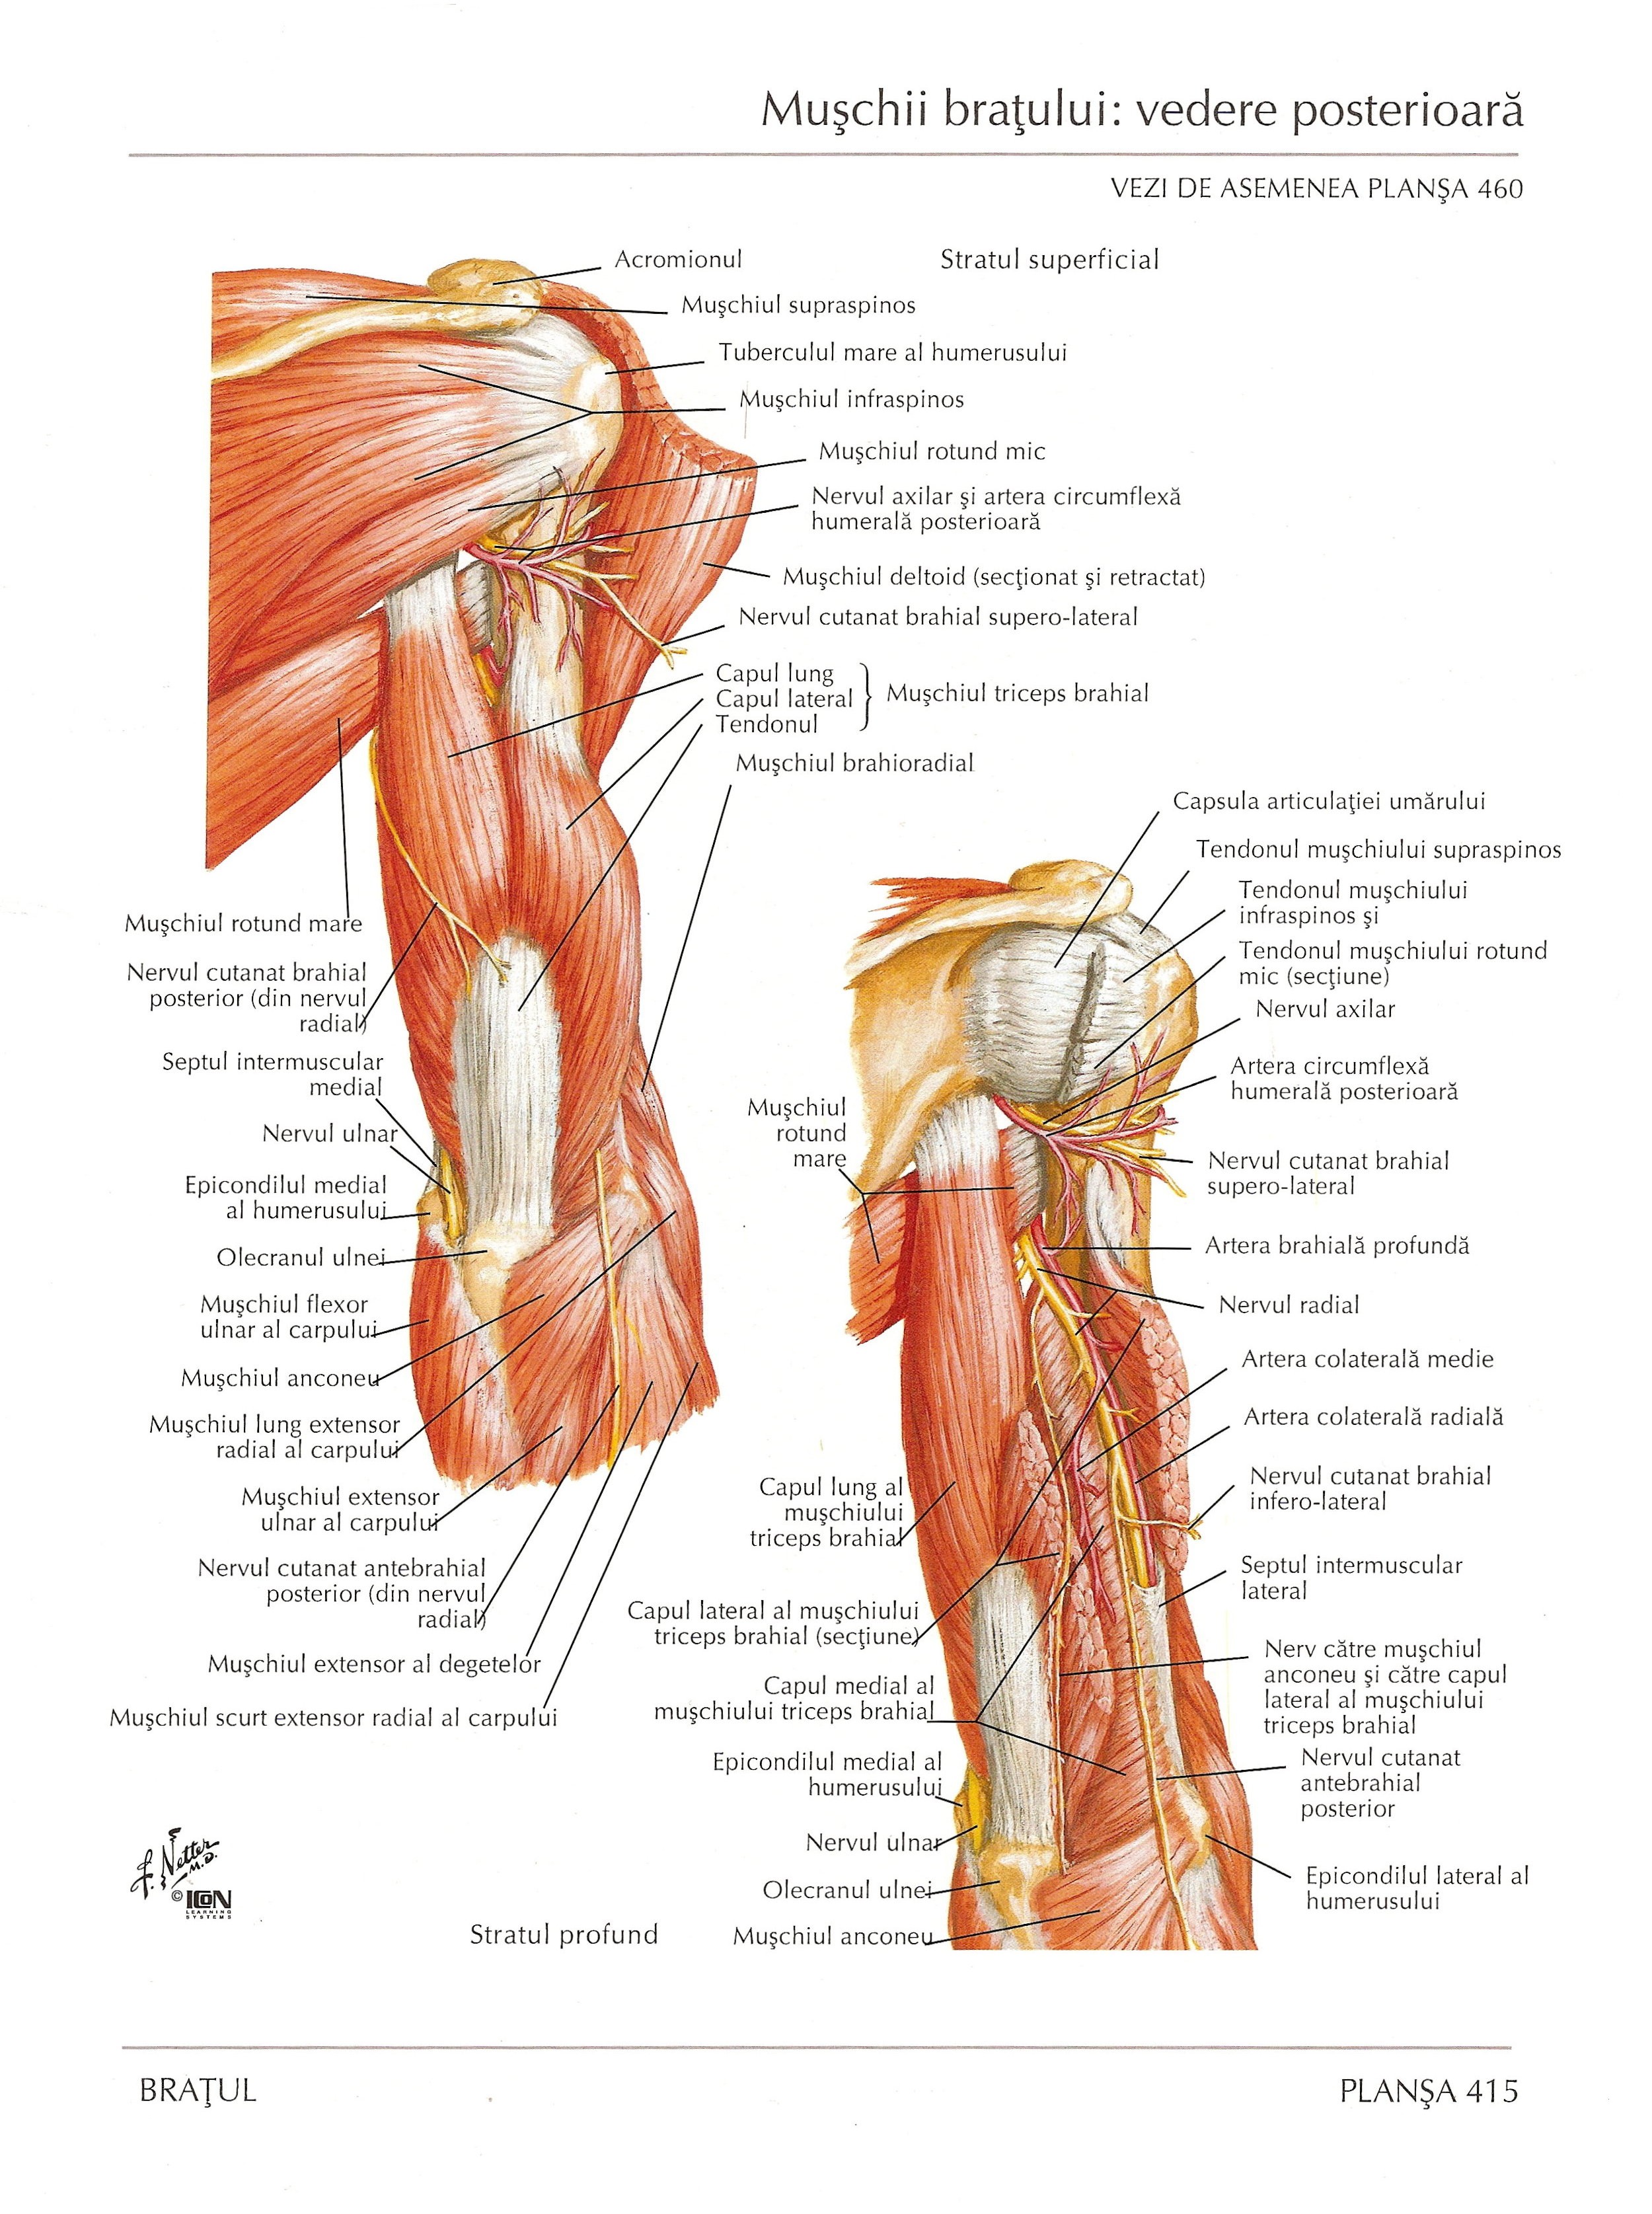 Muşchii braţului: vedere posterioară
VEZI DE ASEMENEA PLANŞA 460
Acromionul
Stratul superficial
Muşchiul supraspinos
Tuberculul mare al humerusului
Muşchiul infraspinos
Muşchiul rotund mic
Nervul axilar şi artera circumflexă
humerală posterioară
Muşchiul deltoid (secţionat şi retractat)
Nervul cutanat brahial supero-lateral
Capul lung
Capul lateral
Tendonul
Muşchiul triceps brahial
Muşchiul brahioradial
Muşchiul rotund mare
Nervul cutanat brahial
posterior (din nervul
radial)
Septul intermuscular
medial
Nervul ulnar
Epicondilul medial
al humerusului
Olecranul ulnei
Muşchiul flexor
ulnar al carpului
Muşchiul anconeu
Muşchiul lung extensor
radial al carpului
Muşchiul extensor
ulnar al carpului
Nervul cutanat antebrahial
posterior (din nervul
radial)
Muşchiul extensor al degetelor
Muşchiul scurt extensor radial al carpului
Capsula articulaţiei umărului
Tendonul muşchiului supraspinos
Tendonul muşchiului
infraspinos şi
Tendonul muşchiului rotund
mic (secţiune)
Nervul axilar
Artera circumflexă
humerală posterioară
Muşchiul
rotund
mare
Nervul cutanat brahial
supero-lateral
Artera brahială profundă
Nervul radial
Artera colaterală medie
Artera colaterală radială
Nervul cutanat brahial
infero-lateral
Septul intermuscular
lateral
Nerv către muşchiul
anconeu şi către capul
lateral al muşchiului
triceps brahial
Nervul cutanat
antebrahial
posterior
Epicondilul lateral al
humerusului
Capul lung al
muşchiului
triceps brahial
Capul lateral al muşchiului
triceps brahial (secţiune)
Capul medial al
muşchiului triceps brahial
Epicondilul medial al
humerusului
Nervul ulnar
Olecranul ulnei
Muşchiul anconeu
Stratul profund
F. Netter
M.D.
© ICON
LEARNING
SYSTEMS
BRAŢUL
PLANŞA 415